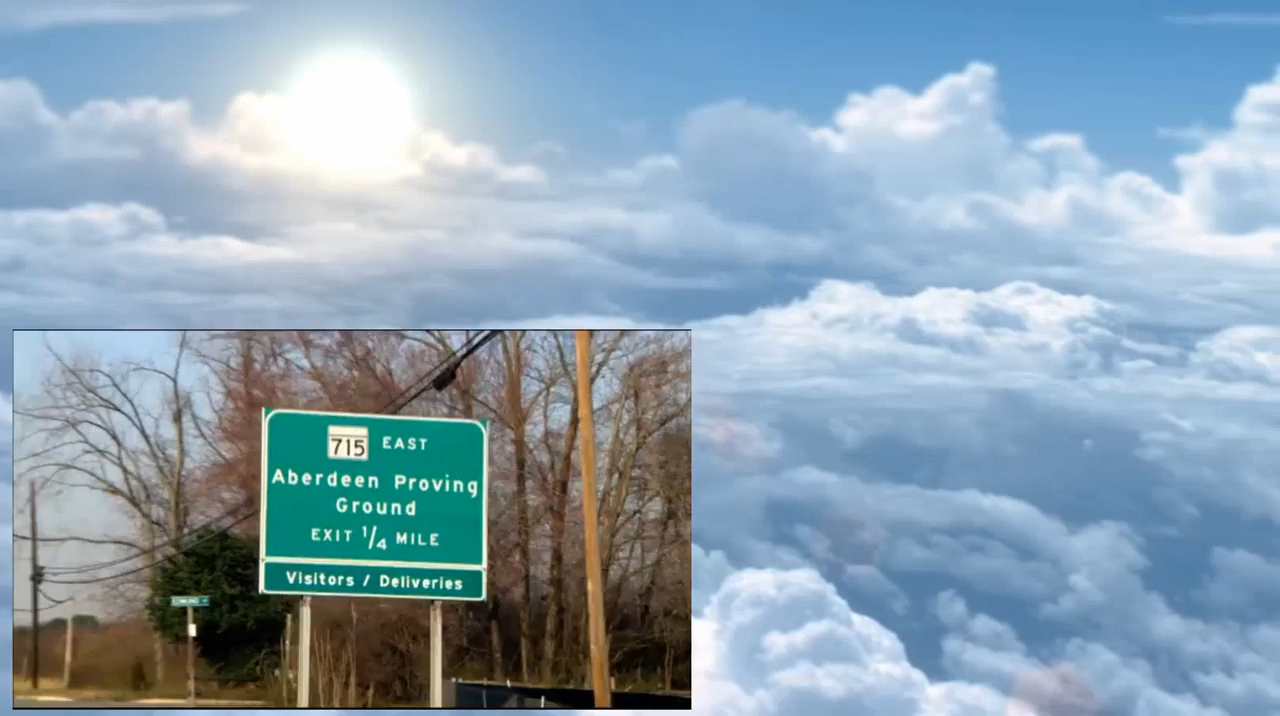 715 EAST
Aberdeen Proving
Ground
EXIT 1/4 MILE
Visitors / Deliveries